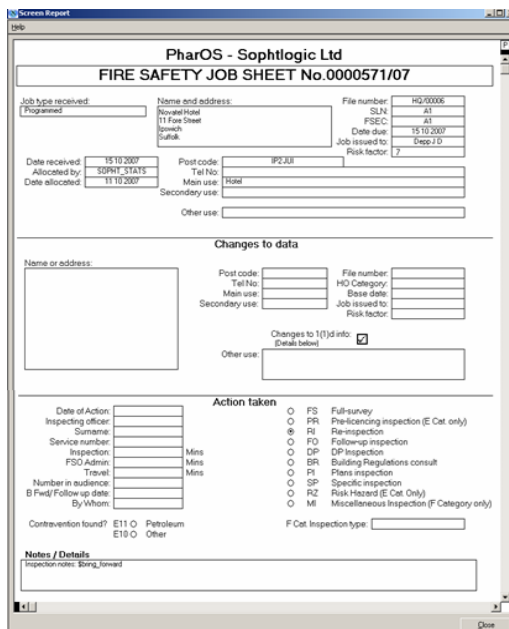 Screen Report
Help
PharOS - Sophtlogic Ltd
FIRE SAFETY JOB SHEET No.0000571/07
Job type received:
Programmed
Name and address:
Novatel Hotel
11 Fore Street
Ipswich
Suffolk
File number: HQ/00006
SLN: A1
FSEC: A1
Date due: 15 10 2007
Job issued to: Depp J D
Risk factor: 7
Date received: 15 10 2007
Allocated by: SOPHT_STATS
Date allocated: 11 10 2007
Post code: IP2 JUI
Tel No:
Main use: Hotel
Secondary use:
Other use:
Changes to data
Name or address:
Post code:
Tel No:
Main use:
Secondary use:
File number:
HO Category:
Base date:
Job issued to:
Risk factor:
Changes to 1(1)d info:
(Details below)
Other use:
Action taken
Date of Action:
Inspecting officer:
Surname:
Service number:
Inspection: Mins
FSO Admin: Mins
Travel: Mins
Number in audience:
B Fwd/ Follow up date:
By Whom:
FS Full-survey
PR Pre-licencing inspection (E Cat. only)
RI Re-inspection
FO Follow-up inspection
DP DP Inspection
BR Building Regulations consult
PI Plans inspection
SP Specific inspection
RZ Risk Hazard (E Cat. Only)
MI Miscellaneous Inspection (F Category only)
Contravention found? E11 Petroleum
E10 Other
F Cat. Inspection type:
Notes / Details
Inspection notes: $bring_forward
Close